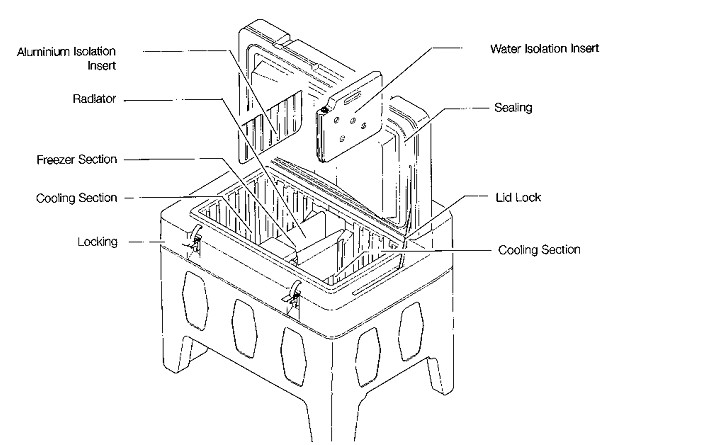 Aluminium Isolation
Insert
Radiator
Freezer Section
Cooling Section
Locking
Water Isolation Insert
Sealing
Lid Lock
Cooling Section